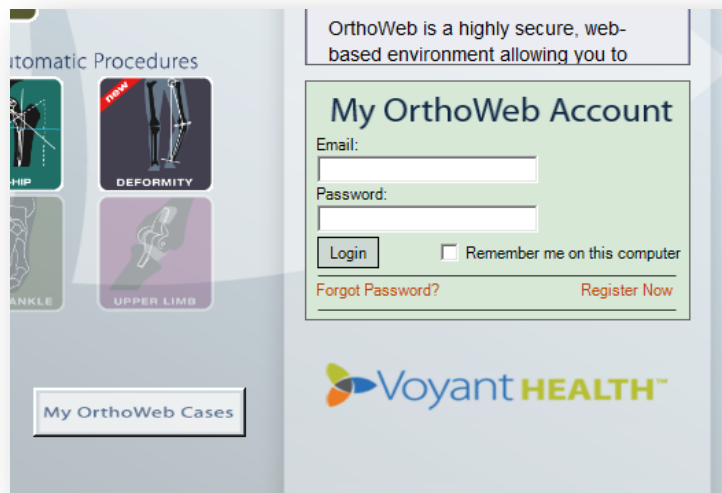 utomatic Procedures
HIP
new
DEFORMITY
ANKLE
UPPER LIMB
My OrthoWeb Cases
OrthoWeb is a highly secure, web-
based environment allowing you to
My OrthoWeb Account
Email:
Password:
Login
Remember me on this computer
Forgot Password?
Register Now
Voyant HEALTH™